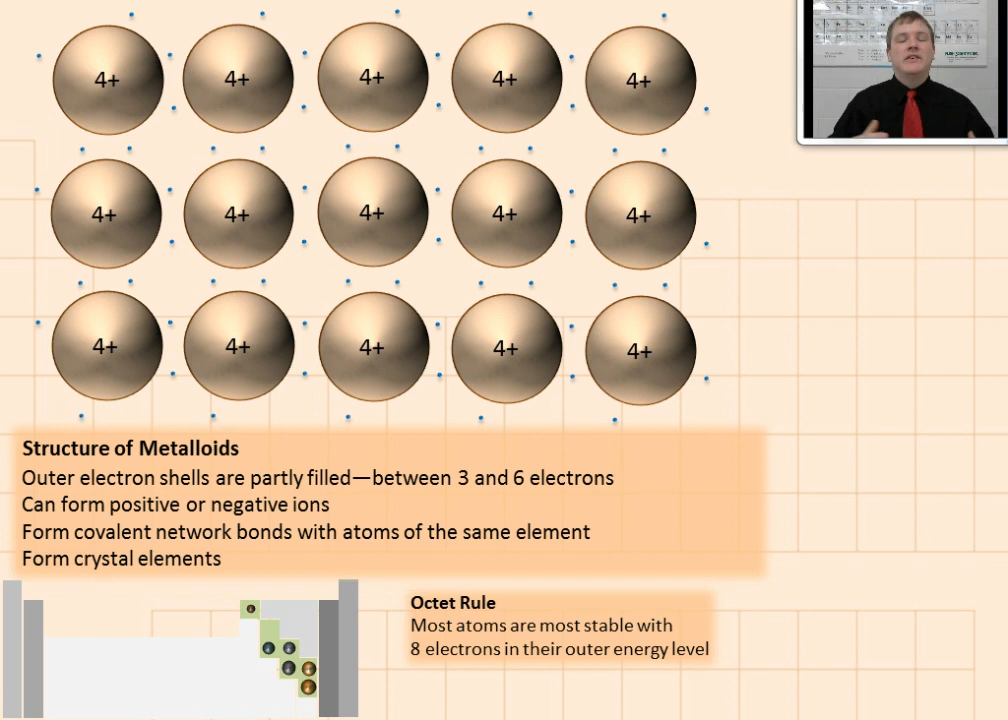 4+ 4+ 4+ 4+ 4+
4+ 4+ 4+ 4+ 4+
4+ 4+ 4+ 4+ 4+
Structure of Metalloids
Outer electron shells are partly filled—between 3 and 6 electrons
Can form positive or negative ions
Form covalent network bonds with atoms of the same element
Form crystal elements
Octet Rule
Most atoms are most stable with
8 electrons in their outer energy level